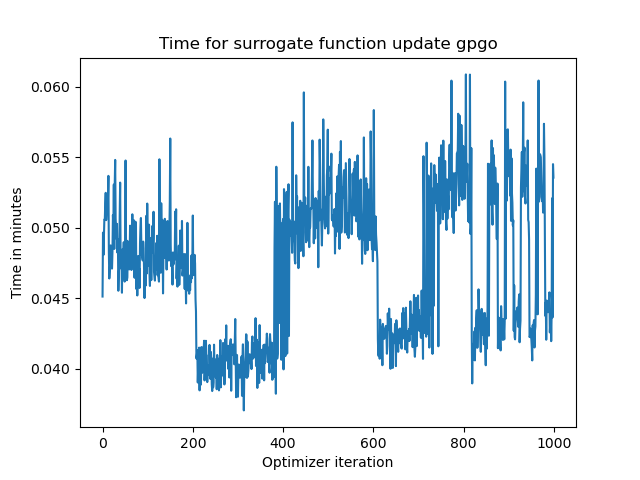 Time for surrogate function update gpgo
0.060
0.055
0.050
0.045
0.040
Time in minutes
0 200 400 600 800 1000
Optimizer iteration